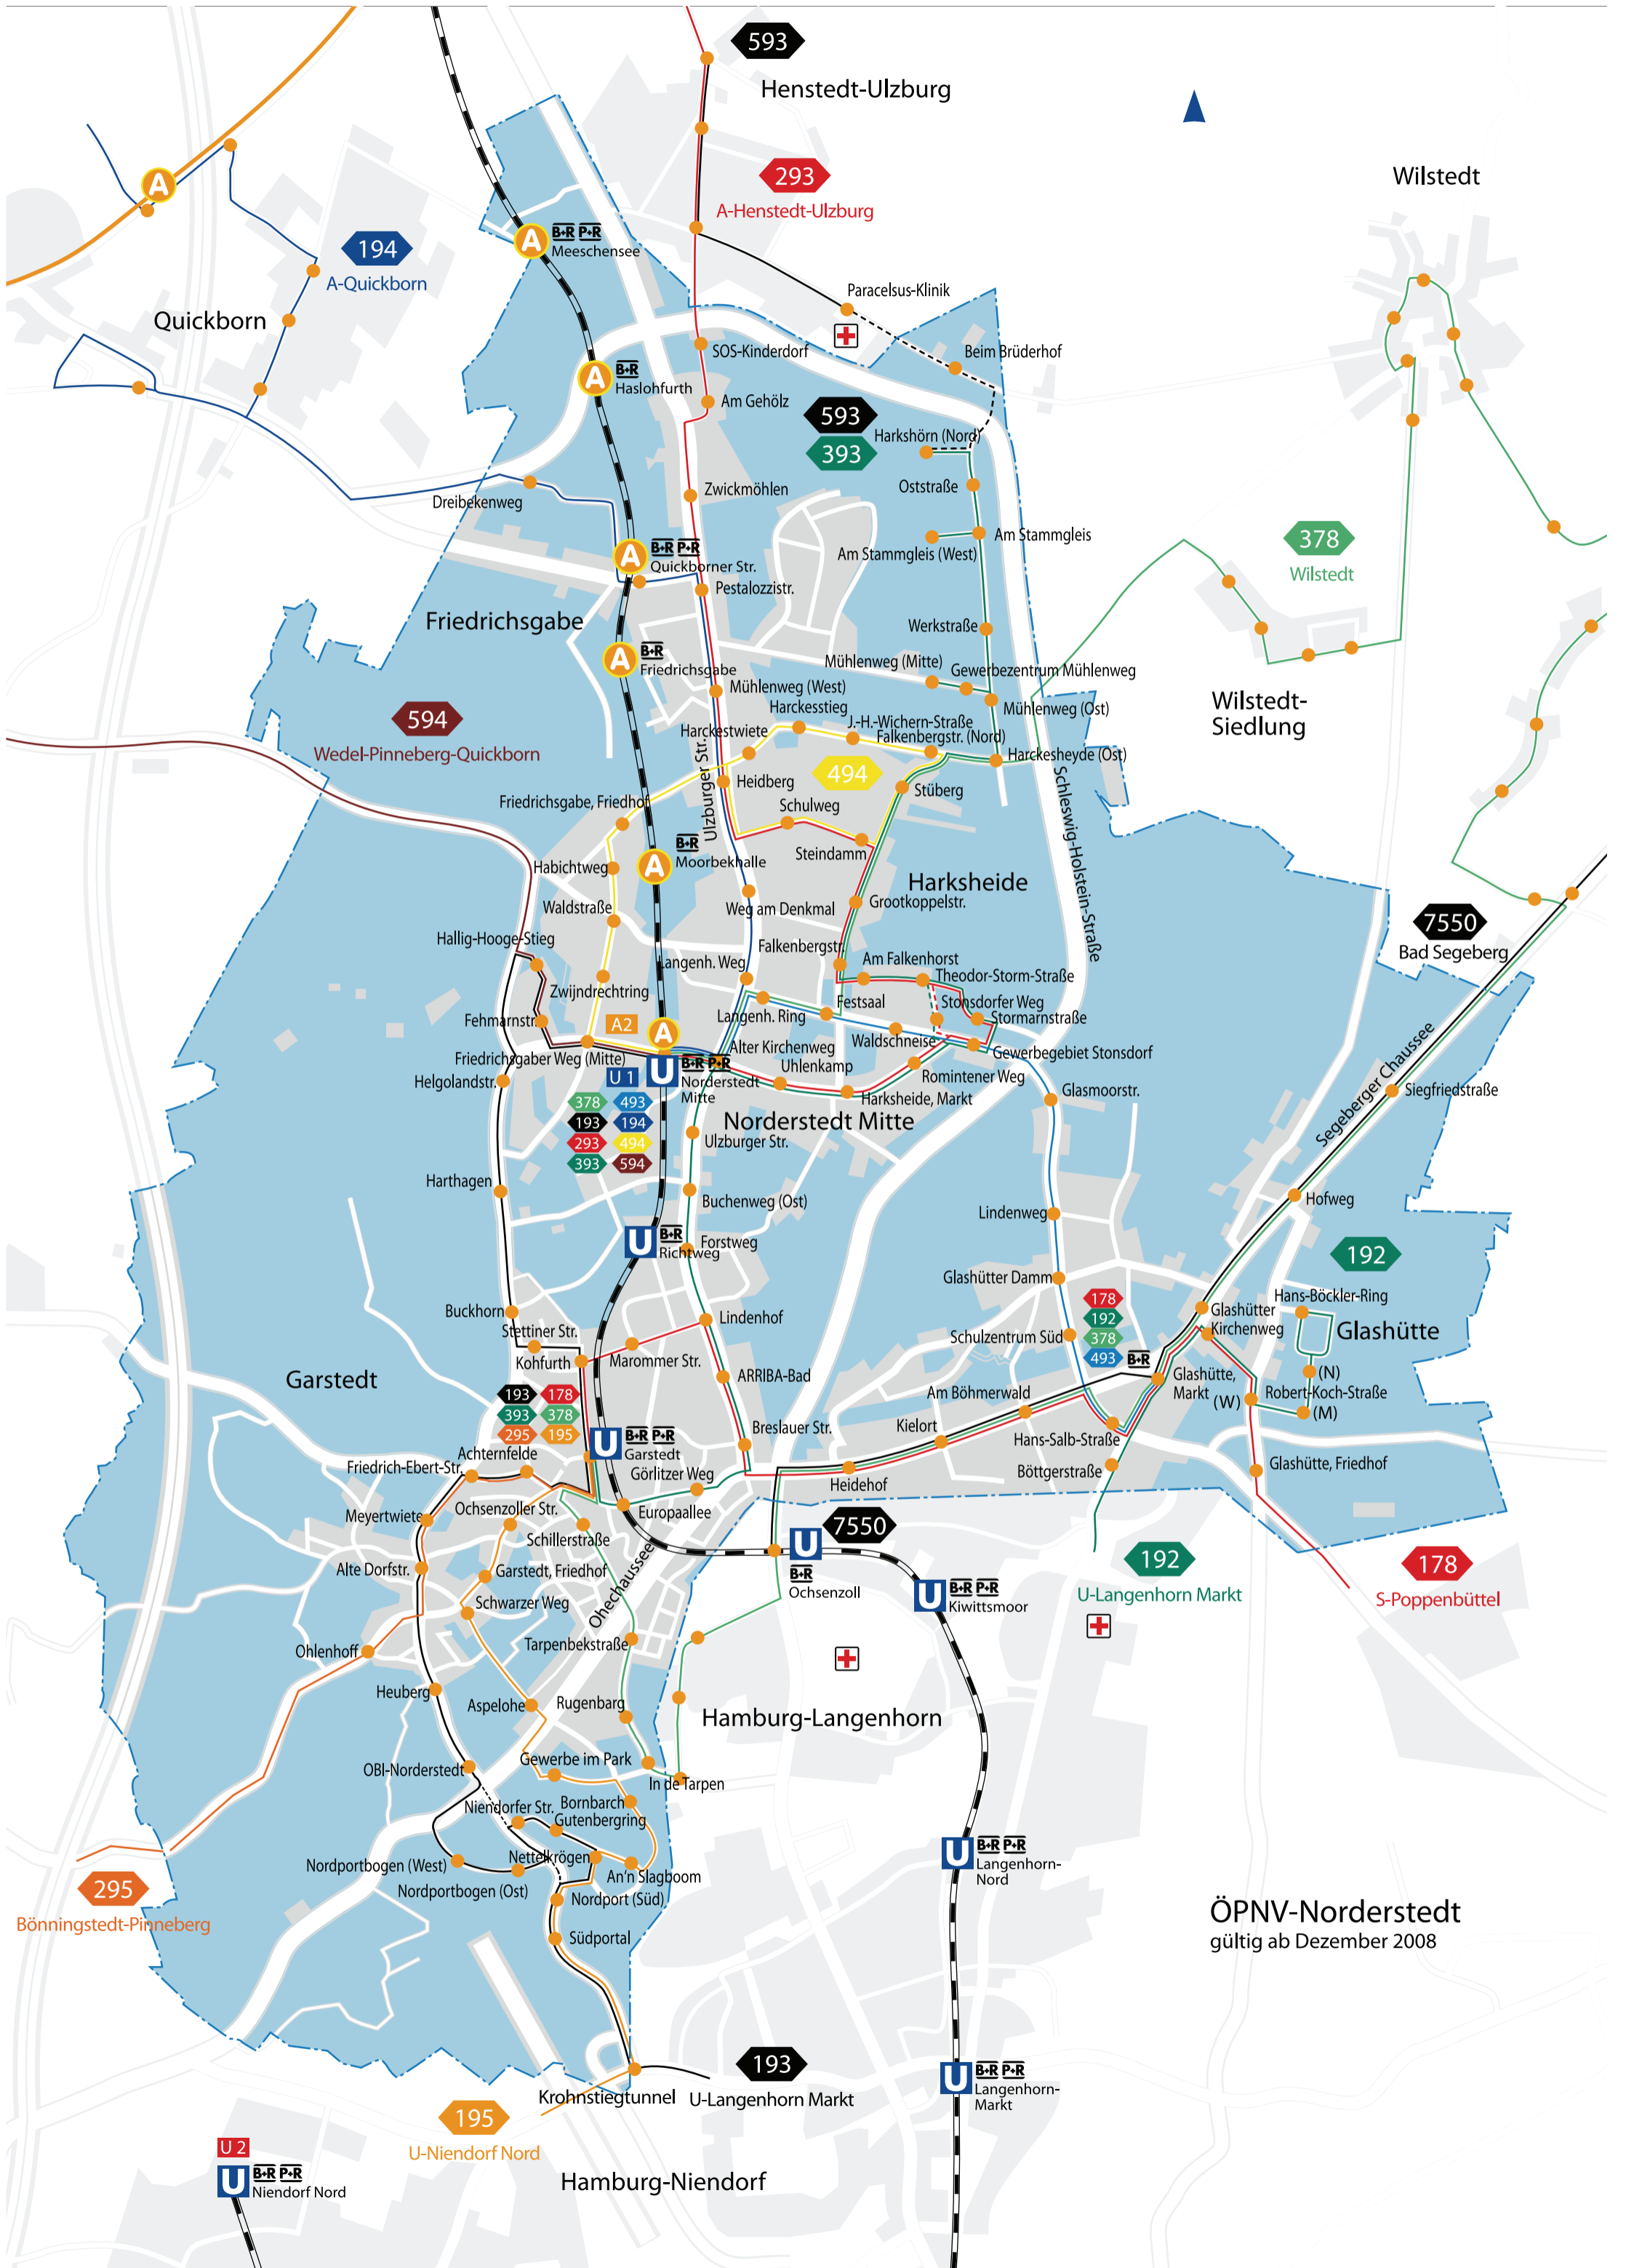 593
Henstedt-Ulzburg
293
A-Henstedt-Ulzburg
Wilstedt
A
194
A-Quickborn
Quickborn
A
B+R P+R
Meeschensee
Paracelsus-Klinik
SOS-Kinderdorf
Beim Brüderhof
A
B+R
Haslohfurth
Am Gehölz
593
393
Harkshörn (Nord)
Oststraße
Zwickmöhlen
Dreibekenweg
Am Stammgleis
Am Stammgleis (West)
378
Wilstedt
A
B+R P+R
Quickborner Str.
Pestalozzistr.
Friedrichsgabe
Werkstraße
A
B+R
Friedrichsgabe
Mühlenweg (Mitte)
Gewerbezentrum Mühlenweg
Mühlenweg (West)
Mühlenweg (Ost)
Wilstedt-
Siedlung
594
Wedel-Pinneberg-Quickborn
Harckesstieg
J.-H.-Wichern-Straße
Harckestwiete
Falkenbergstr. (Nord)
Harckesheyde (Ost)
Ulzburger Str.
Schleswig-Holstein-Straße
494
Heidberg
Stüberg
Friedrichsgabe, Friedhof
Schulweg
Steindamm
A
B+R
Moorbekhalle
Habichtweg
Harksheide
Waldstraße
Weg am Denkmal
Grootkoppelstr.
7550
Bad Segeberg
Hallig-Hooge-Stieg
Falkenbergstr.
Langenh. Weg
Am Falkenhorst
Theodor-Storm-Straße
Zwijndrechtring
Festsaal
Stonsdorfer Weg
Langenh. Ring
Stormarnstraße
Fehmarnstr.
A2
A
Waldschneise
Alter Kirchenweg
Gewerbegebiet Stonsdorf
Friedrichsgaber Weg (Mitte)
Uhlenkamp
Romintener Weg
Helgolandstr.
U 1
U
B+R P+R
Norderstedt
Mitte
Harksheide, Markt
Glasmoorstr.
Siegfriedstraße
Segeberger Chaussee
378 493
193 194
293 494
393 594
Norderstedt Mitte
Ulzburger Str.
Harthagen
Buchenweg (Ost)
Hofweg
Lindenweg
U
B+R
Richtweg
Forstweg
192
Glashütter Damm
Hans-Böckler-Ring
Buckhorn
Lindenhof
178
192
378
493
B+R
Glashütter
Kirchenweg
Glashütte
Stettiner Str.
Schulzentrum Süd
Kohfurth
Marommer Str.
Garstedt
ARRIBA-Bad
Glashütte,
Markt
(N)
Robert-Koch-Straße
(W)
(M)
193 178
393 378
295 195
Am Böhmerwald
Breslauer Str.
Kielort
Hans-Salb-Straße
U
B+R P+R
Garstedt
Achternfelde
Friedrich-Ebert-Str.
Görlitzer Weg
Böttgerstraße
Glashütte, Friedhof
Heidehof
Meyertwiete
Ochsenzoller Str.
Europaallee
Schillerstraße
7550
U
B+R
Ochsenzoll
192
U-Langenhorn Markt
178
S-Poppenbüttel
Alte Dorfstr.
Garstedt, Friedhof
Ohechaussee
U
B+R P+R
Kiwittsmoor
Schwarzer Weg
Tarpenbekstraße
Ohlenhoff
Heuberg
Aspelohe
Rugenbarg
Hamburg-Langenhorn
Gewerbe im Park
OBI-Norderstedt
In de Tarpen
Bornbarch
Niendorfer Str.
Gutenbergring
Nettelkrögen
Nordportbogen (West)
An'n Slagboom
Nordportbogen (Ost)
Nordport (Süd)
U
B+R P+R
Langenhorn-
Nord
295
Bönningstedt-Pinneberg
Südportal
ÖPNV-Norderstedt
gültig ab Dezember 2008
193
U-Langenhorn Markt
Krohnstiegtunnel
U
B+R P+R
Langenhorn-
Markt
195
U-Niendorf Nord
U 2
U
B+R P+R
Niendorf Nord
Hamburg-Niendorf